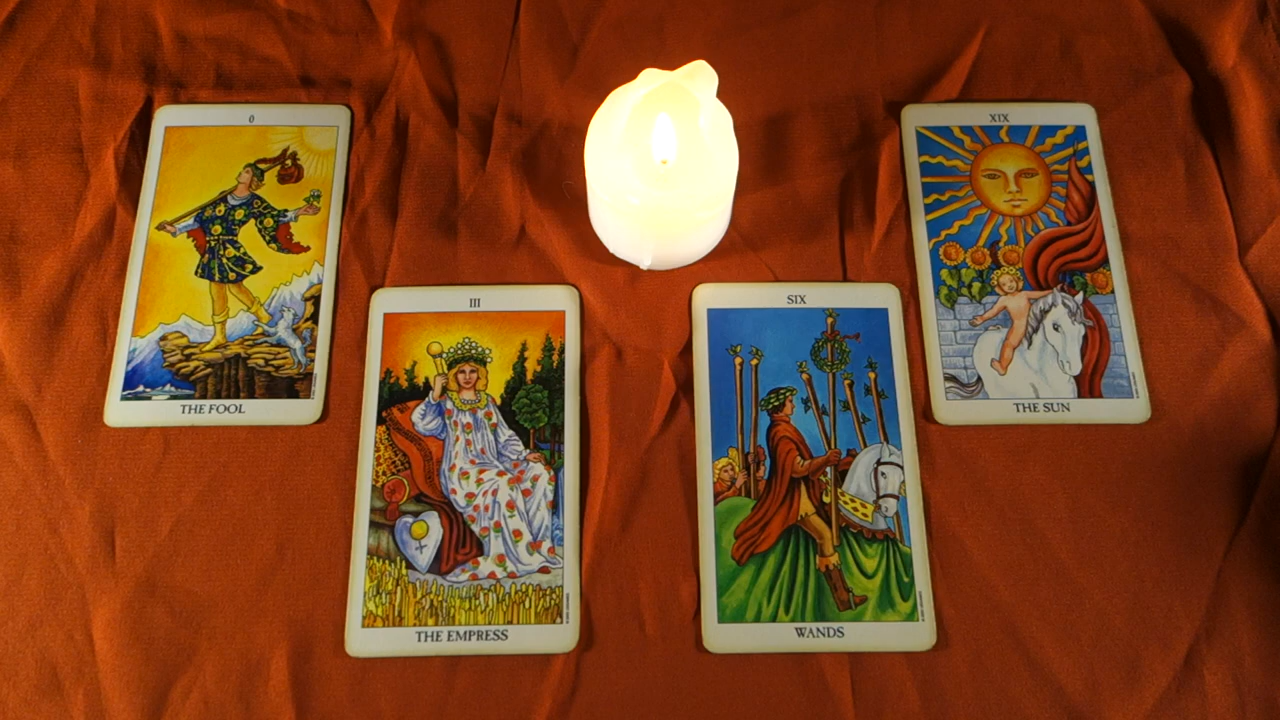 0
THE FOOL
III
THE EMPRESS
SIX
WANDS
XIX
THE SUN